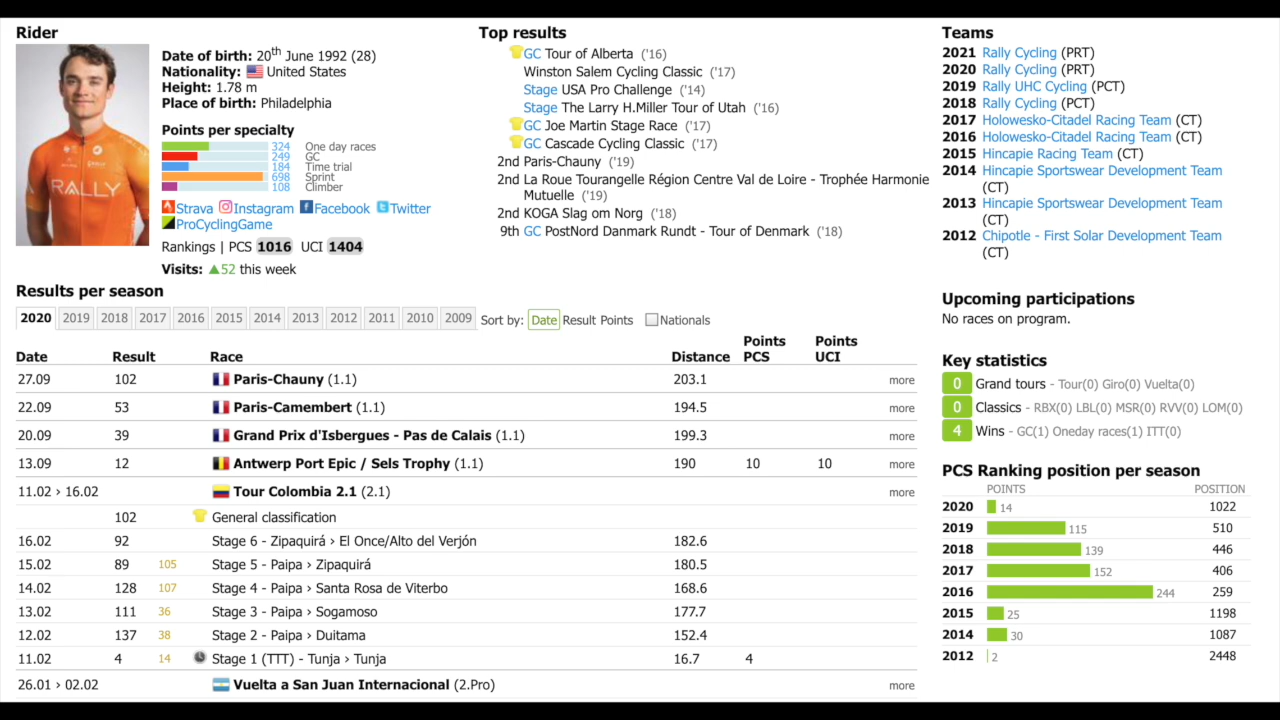 Rider
RALLY
Date of birth: 20th June 1992 (28)
Nationality: United States
Height: 1.78 m
Place of birth: Philadelphia
Points per specialty
324 One day races
249 GC
184 Time trial
698 Sprint
108 Climber
Strava Instagram Facebook Twitter
ProCyclingGame
Rankings | PCS 1016 UCI 1404
Visits: ▲52 this week
Top results
GC Tour of Alberta ('16)
Winston Salem Cycling Classic ('17)
Stage USA Pro Challenge ('14)
Stage The Larry H.Miller Tour of Utah ('16)
GC Joe Martin Stage Race ('17)
GC Cascade Cycling Classic ('17)
2nd Paris-Chauny ('19)
2nd La Roue Tourangelle Région Centre Val de Loire - Trophée Harmonie
Mutuelle ('19)
2nd KOGA Slag om Norg ('18)
9th GC PostNord Danmark Rundt - Tour of Denmark ('18)
Teams
2021 Rally Cycling (PRT)
2020 Rally Cycling (PRT)
2019 Rally UHC Cycling (PCT)
2018 Rally Cycling (PCT)
2017 Holowesko-Citadel Racing Team (CT)
2016 Holowesko-Citadel Racing Team (CT)
2015 Hincapie Racing Team (CT)
2014 Hincapie Sportswear Development Team
(CT)
2013 Hincapie Sportswear Development Team
(CT)
2012 Chipotle - First Solar Development Team
(CT)
Results per season
2020 2019 2018 2017 2016 2015 2014 2013 2012 2011 2010 2009 Sort by: Date Result Points Nationals
Date Result Race Distance Points PCS Points UCI
27.09 102 Paris-Chauny (1.1) 203.1 more
22.09 53 Paris-Camembert (1.1) 194.5 more
20.09 39 Grand Prix d'Isbergues - Pas de Calais (1.1) 199.3 more
13.09 12 Antwerp Port Epic / Sels Trophy (1.1) 190 10 10 more
11.02 › 16.02 Tour Colombia 2.1 (2.1) more
102 General classification
16.02 92 Stage 6 - Zipaquirá › El Once/Alto del Verjón 182.6
15.02 89 105 Stage 5 - Paipa › Zipaquirá 180.5
14.02 128 107 Stage 4 - Paipa › Santa Rosa de Viterbo 168.6
13.02 111 36 Stage 3 - Paipa › Sogamoso 177.7
12.02 137 38 Stage 2 - Paipa › Duitama 152.4
11.02 4 14 Stage 1 (TTT) - Tunja › Tunja 16.7 4
26.01 › 02.02 Vuelta a San Juan Internacional (2.Pro) more
Upcoming participations
No races on program.
Key statistics
0 Grand tours - Tour(0) Giro(0) Vuelta(0)
0 Classics - RBX(0) LBL(0) MSR(0) RVV(0) LOM(0)
4 Wins - GC(1) Oneday races(1) ITT(0)
PCS Ranking position per season
POINTS POSITION
2020 14 1022
2019 115 510
2018 139 446
2017 152 406
2016 244 259
2015 25 1198
2014 30 1087
2012 2 2448